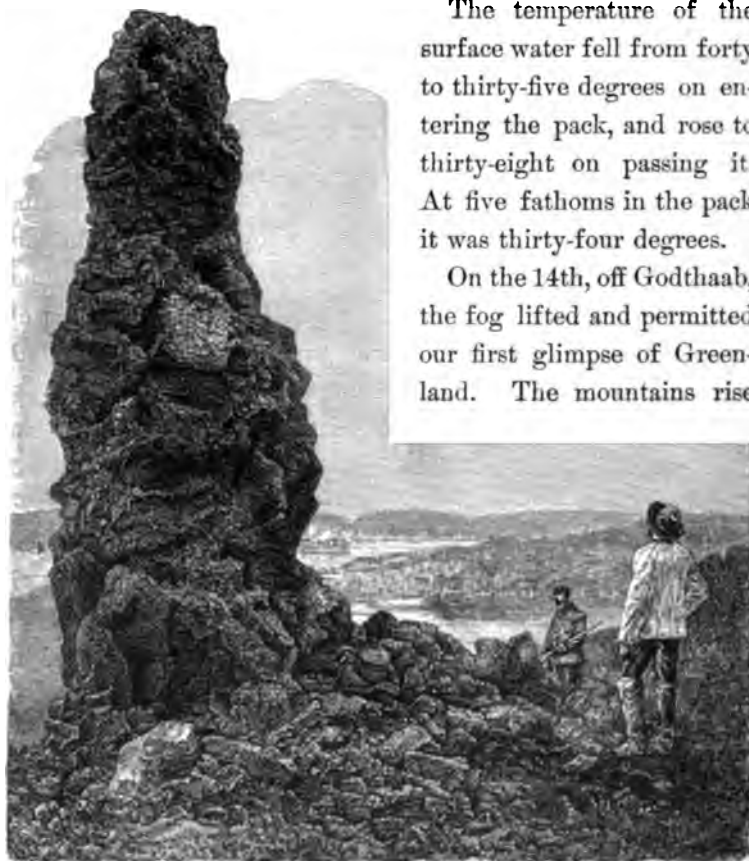 The temperature of the
surface water fell from forty
to thirty-five degrees on en-
tering the pack, and rose to
thirty-eight on passing it.
At five fathoms in the pack
it was thirty-four degrees.
On the 14th, off Godthaab,
the fog lifted and permitted
our first glimpse of Green-
land. The mountains rise